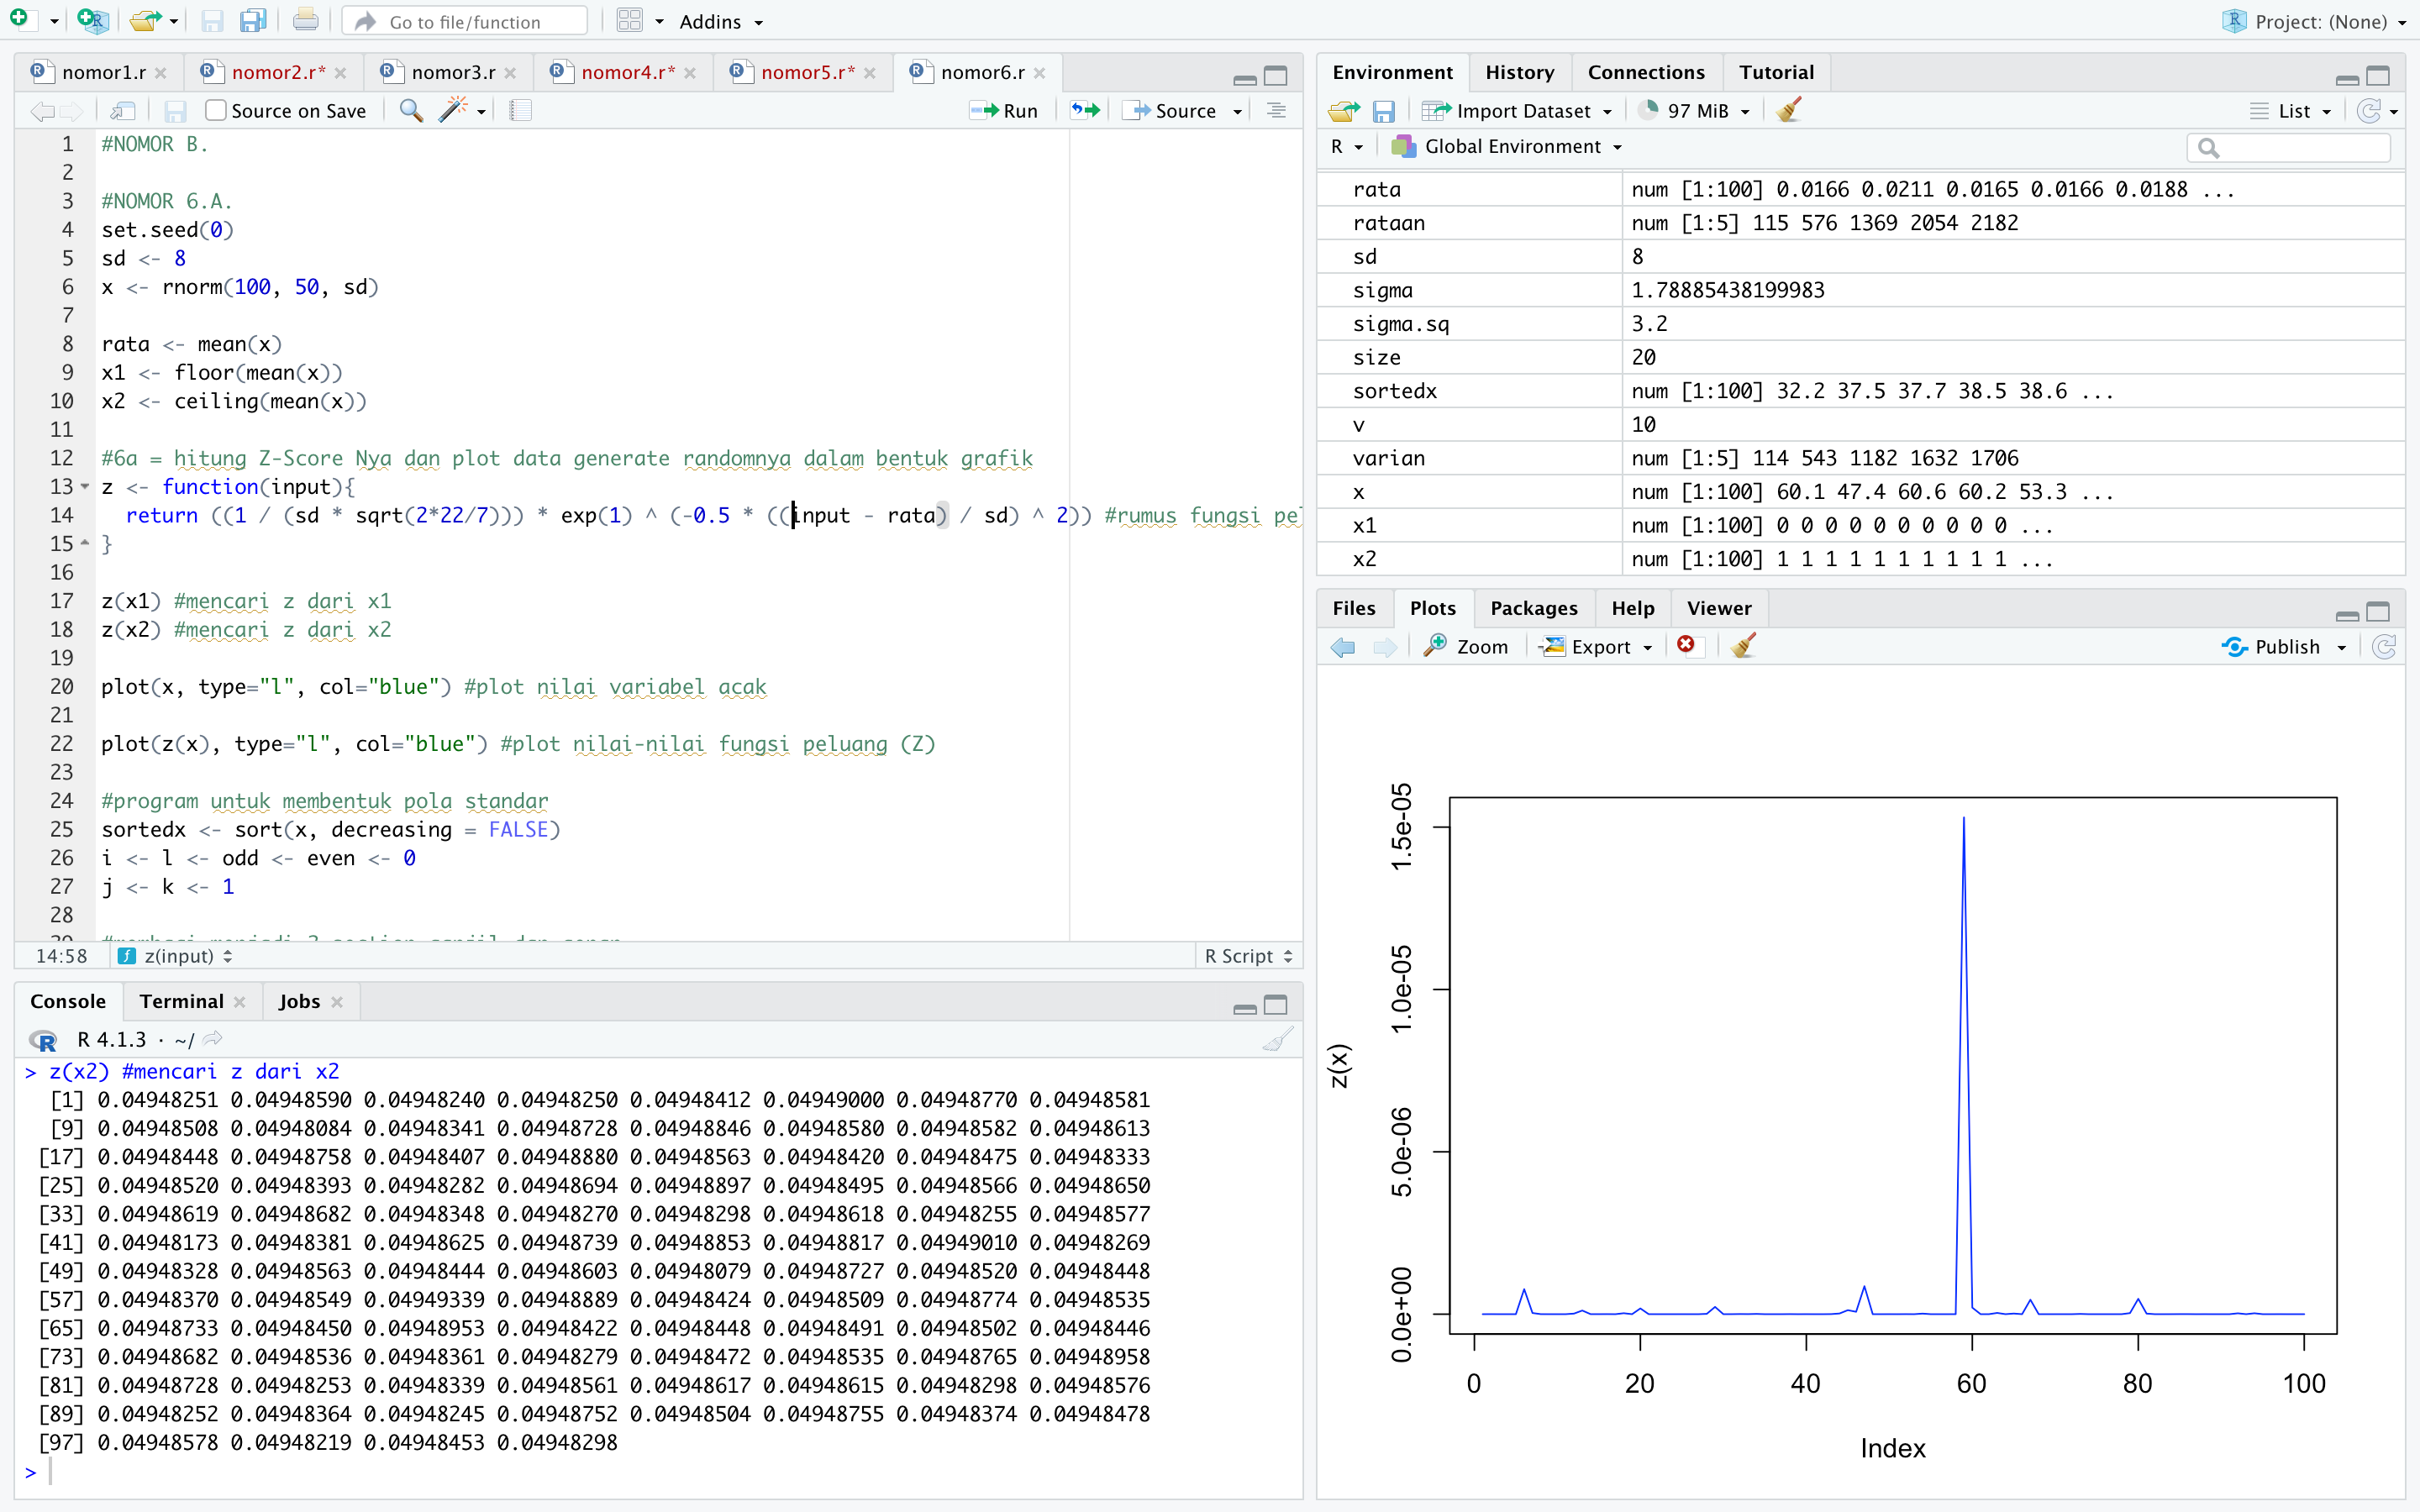 Go to file/function
Addins
Project: (None)
nomor1.r
nomor2.r*
nomor3.r
nomor4.r*
nomor5.r*
nomor6.r
Source on Save
Run
Source
1 #NOMOR B.
2
3 #NOMOR 6.A.
4 set.seed(0)
5 sd <- 8
6 x <- rnorm(100, 50, sd)
7
8 rata <- mean(x)
9 x1 <- floor(mean(x))
10 x2 <- ceiling(mean(x))
11
12 #6a = hitung Z-Score Nya dan plot data generate randomnya dalam bentuk grafik
13 z <- function(input){
14 return ((1 / (sd * sqrt(2*22/7))) * exp(1) ^ (-0.5 * ((input - rata) / sd) ^ 2)) #rumus fungsi
15 }
16
17 z(x1) #mencari z dari x1
18 z(x2) #mencari z dari x2
19
20 plot(x, type="l", col="blue") #plot nilai variabel acak
21
22 plot(z(x), type="l", col="blue") #plot nilai-nilai fungsi peluang (Z)
23
24 #program untuk membentuk pola standar
25 sortedx <- sort(x, decreasing = FALSE)
26 i <- l <- odd <- even <- 0
27 j <- k <- 1
28
14:58
z(input)
R Script
Console
Terminal
Jobs
R 4.1.3 · ~/
> z(x2) #mencari z dari x2
[1] 0.04948251 0.04948590 0.04948240 0.04948250 0.04948412 0.04949000 0.04948770 0.04948581
[9] 0.04948508 0.04948084 0.04948341 0.04948728 0.04948846 0.04948580 0.04948582 0.04948613
[17] 0.04948448 0.04948758 0.04948407 0.04948880 0.04948563 0.04948420 0.04948475 0.04948333
[25] 0.04948520 0.04948393 0.04948282 0.04948694 0.04948897 0.04948495 0.04948566 0.04948650
[33] 0.04948619 0.04948682 0.04948348 0.04948270 0.04948298 0.04948618 0.04948255 0.04948577
[41] 0.04948173 0.04948381 0.04948625 0.04948739 0.04948853 0.04948817 0.04949010 0.04948269
[49] 0.04948328 0.04948563 0.04948444 0.04948603 0.04948079 0.04948727 0.04948520 0.04948448
[57] 0.04948370 0.04948549 0.04949339 0.04948889 0.04948424 0.04948509 0.04948774 0.04948535
[65] 0.04948733 0.04948450 0.04948953 0.04948422 0.04948448 0.04948491 0.04948502 0.04948446
[73] 0.04948682 0.04948536 0.04948361 0.04948279 0.04948472 0.04948535 0.04948765 0.04948958
[81] 0.04948728 0.04948253 0.04948339 0.04948561 0.04948617 0.04948615 0.04948298 0.04948576
[89] 0.04948252 0.04948364 0.04948245 0.04948752 0.04948504 0.04948755 0.04948374 0.04948478
[97] 0.04948578 0.04948219 0.04948453 0.04948298
>
Environment
History
Connections
Tutorial
Import Dataset
97 MiB
List
R
Global Environment
rata num [1:100] 0.0166 0.0211 0.0165 0.0166 0.0188 ...
rataan num [1:5] 115 576 1369 2054 2182
sd 8
sigma 1.78885438199983
sigma.sq 3.2
size 20
sortedx num [1:100] 32.2 37.5 37.7 38.5 38.6 ...
v 10
varian num [1:5] 114 543 1182 1632 1706
x num [1:100] 60.1 47.4 60.6 60.2 53.3 ...
x1 num [1:100] 0 0 0 0 0 0 0 0 0 0 ...
x2 num [1:100] 1 1 1 1 1 1 1 1 1 1 ...
Files
Plots
Packages
Help
Viewer
Zoom
Export
Publish
z(x)
1.5e-05
1.0e-05
5.0e-06
0.0e+00
0 20 40 60 80 100
Index